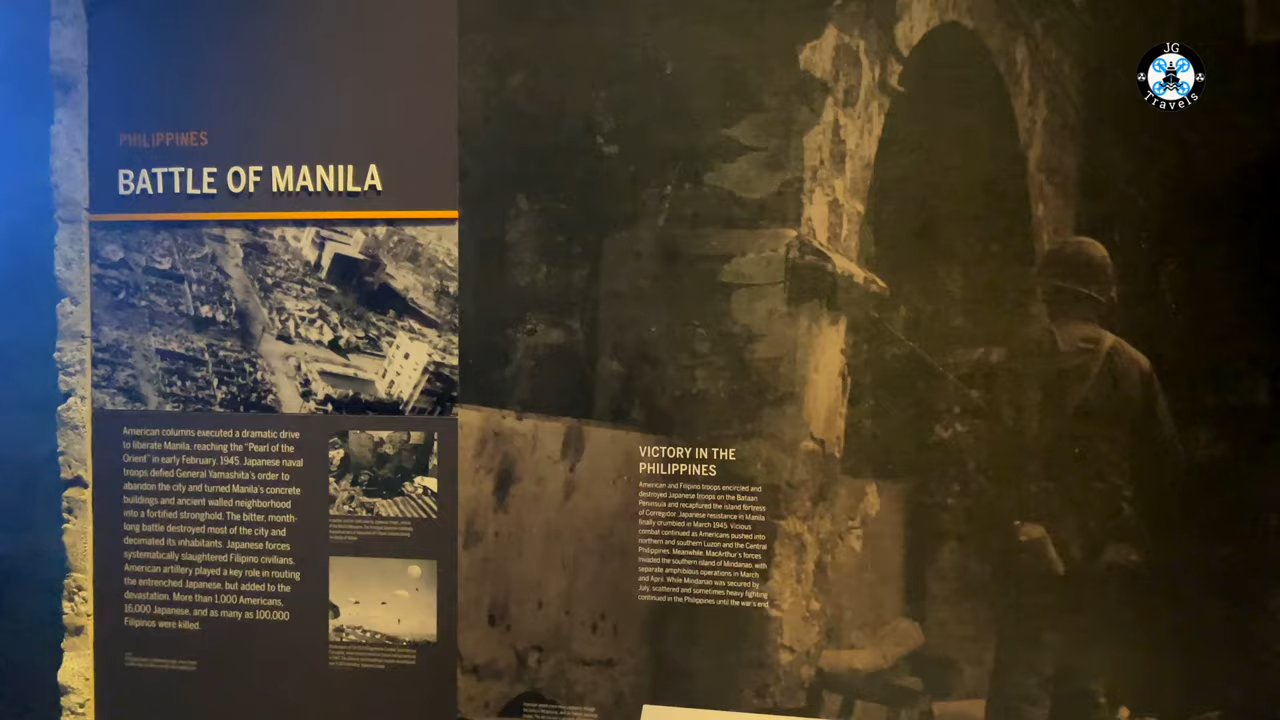 JG
Travels
PHILIPPINES
BATTLE OF MANILA
American columns executed a dramatic drive
to liberate Manila, reaching the "Pearl of the
Orient" in early February, 1945. Japanese naval
troops defied General Yamashita's order to
abandon the city and turned Manila's concrete
buildings and ancient walled neighborhood
into a fortified stronghold. The bitter, month-
long battle destroyed most of the city and
decimated its inhabitants. Japanese forces
systematically slaughtered Filipino civilians.
American artillery played a key role in routing
the entrenched Japanese, but added to the
devastation. More than 1,000 Americans,
16,000 Japanese, and as many as 100,000
Filipinos were killed.
VICTORY IN THE
PHILIPPINES
American and Filipino troops encircled and
destroyed Japanese troops on the Bataan
Peninsula and recaptured the island fortress
of Corregidor. Japanese resistance in Manila
finally crumbled in March 1945. Vicious
combat continued as Americans pushed into
northern and southern Luzon and the Central
Philippines. Meanwhile, MacArthur's forces
invaded the southern island of Mindanao, with
separate amphibious operations in March
and April. While Mindanao was secured by
July, scattered and sometimes heavy fighting
continued in the Philippines until the war's end